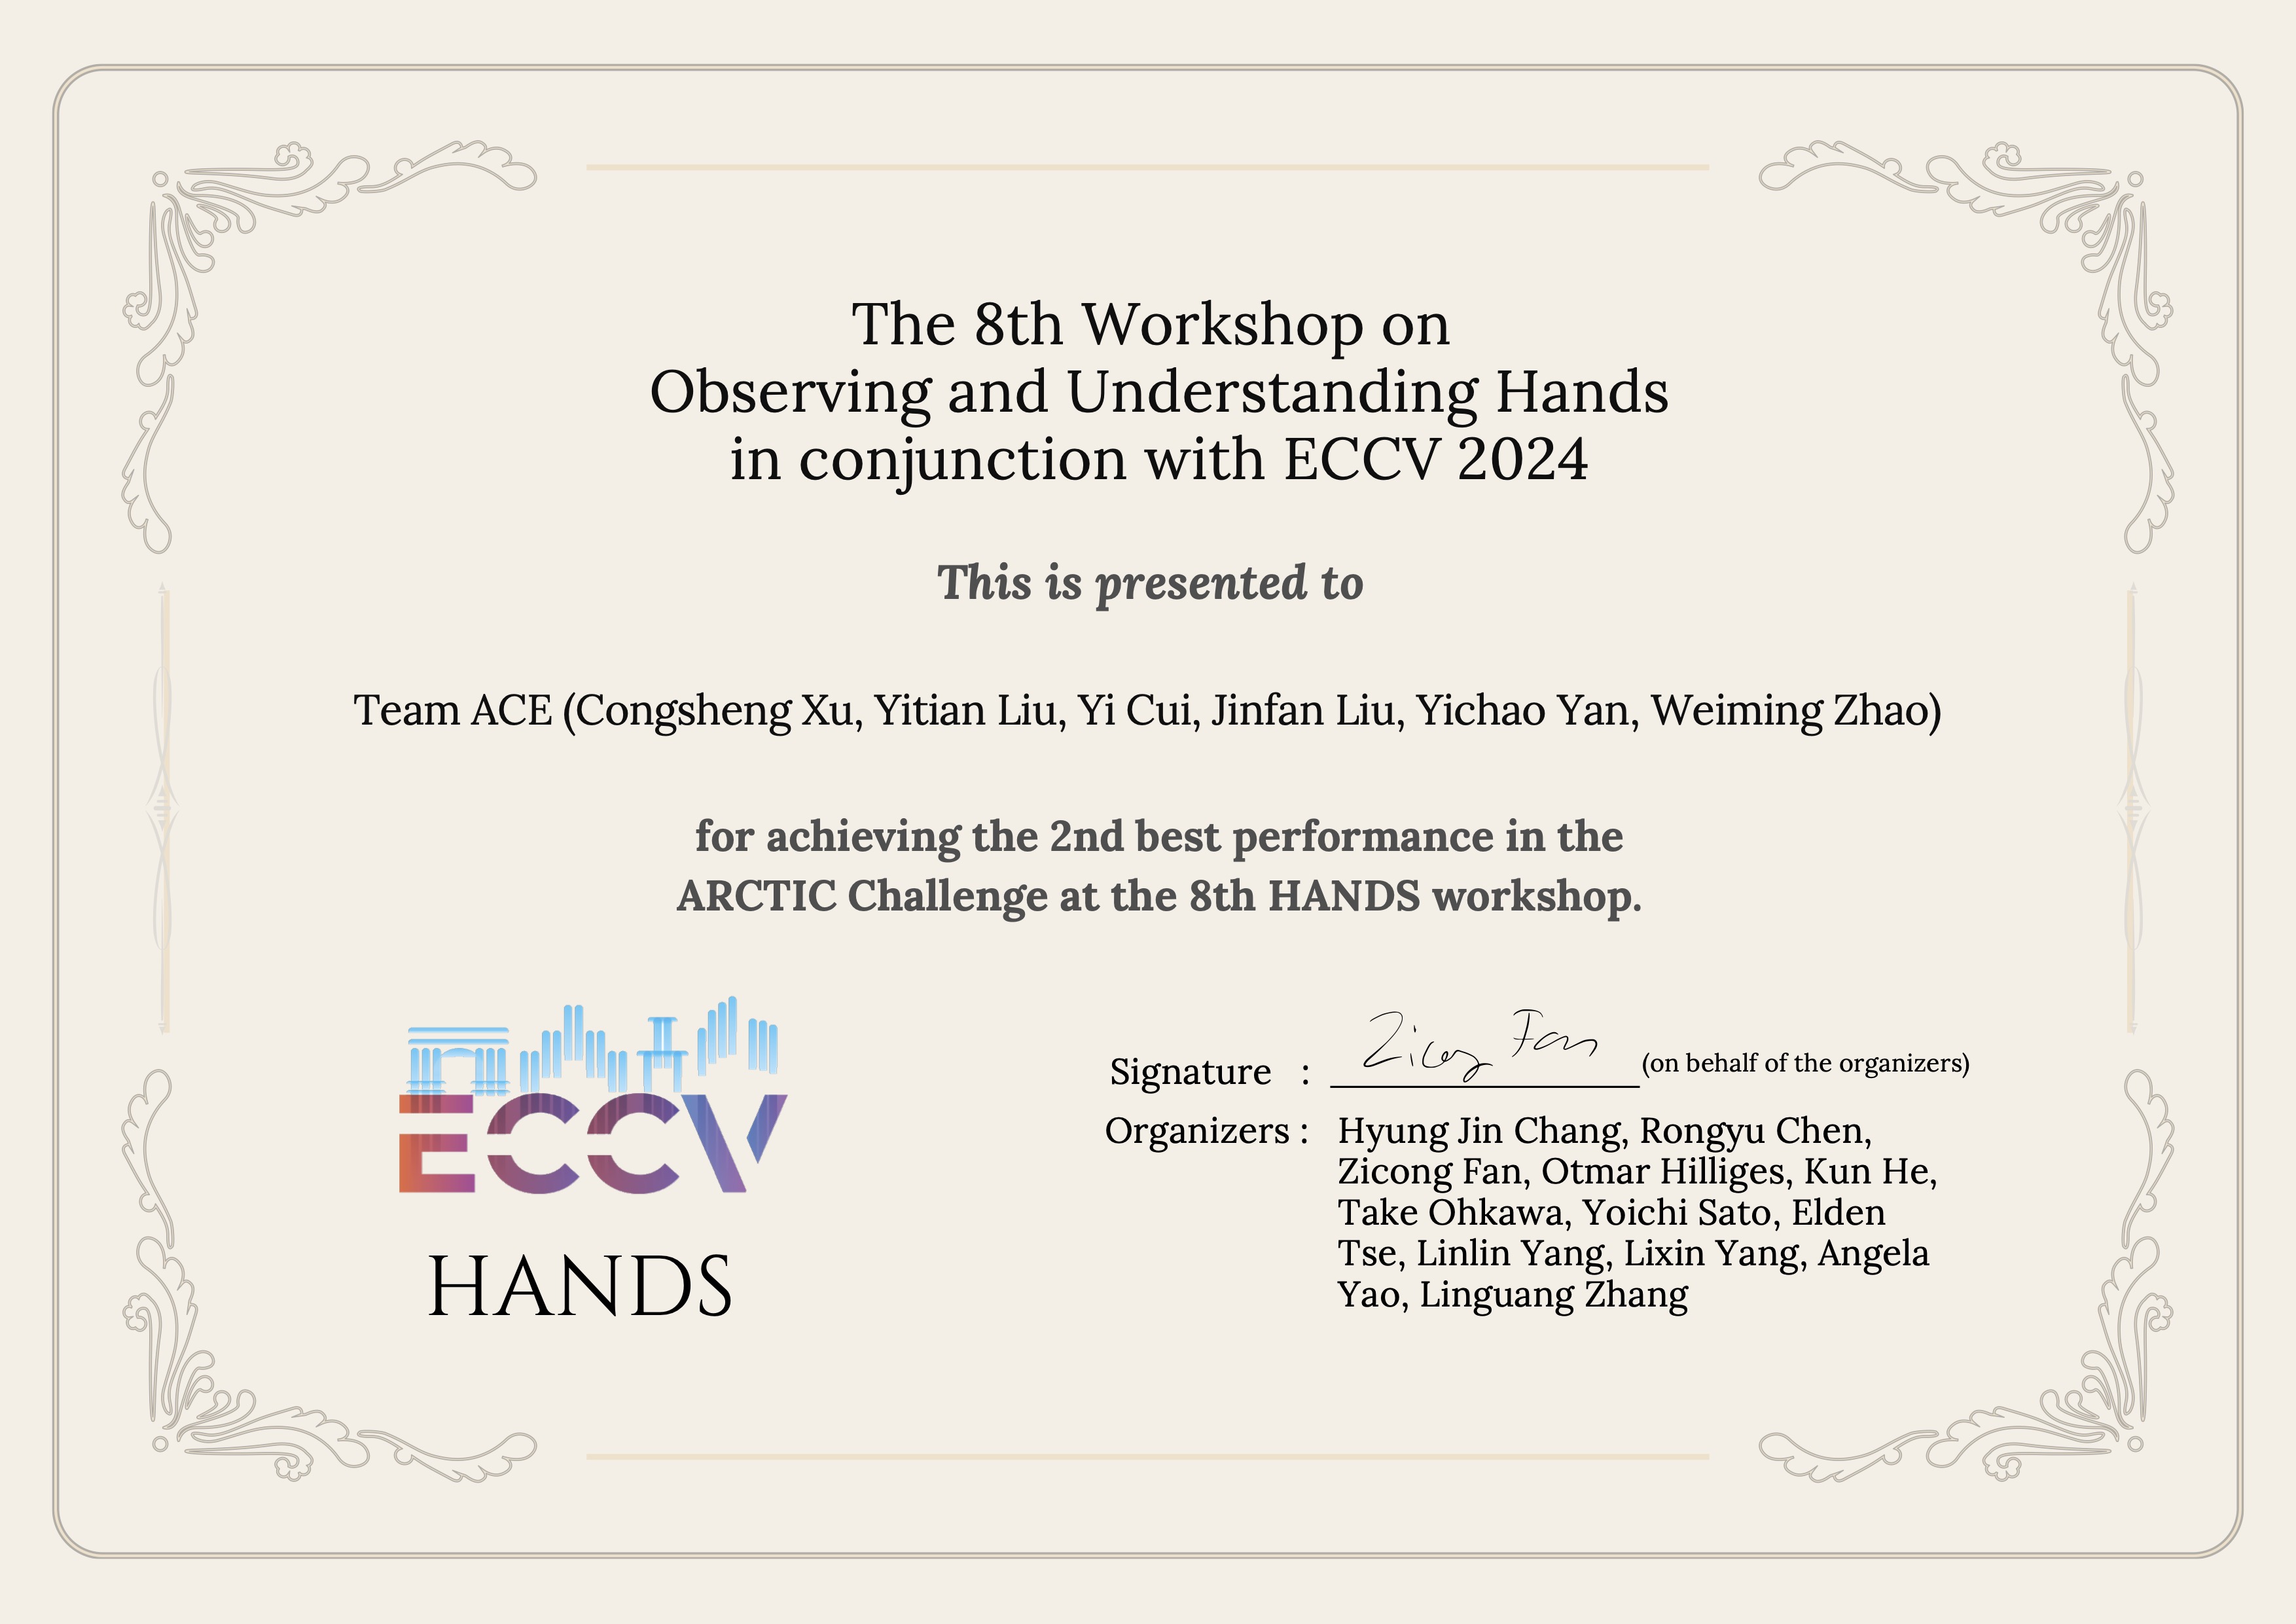 The 8th Workshop on
Observing and Understanding Hands
in conjunction with ECCV 2024
This is presented to
Team ACE (Congsheng Xu, Yitian Liu, Yi Cui, Jinfan Liu, Yichao Yan, Weiming Zhao)
for achieving the 2nd best performance in the
ARCTIC Challenge at the 8th HANDS workshop.
ECCV
HANDS
Signature : Zicong Fan (on behalf of the organizers)
Organizers : Hyung Jin Chang, Rongyu Chen,
Zicong Fan, Otmar Hilliges, Kun He,
Take Ohkawa, Yoichi Sato, Elden
Tse, Linlin Yang, Lixin Yang, Angela
Yao, Linguang Zhang